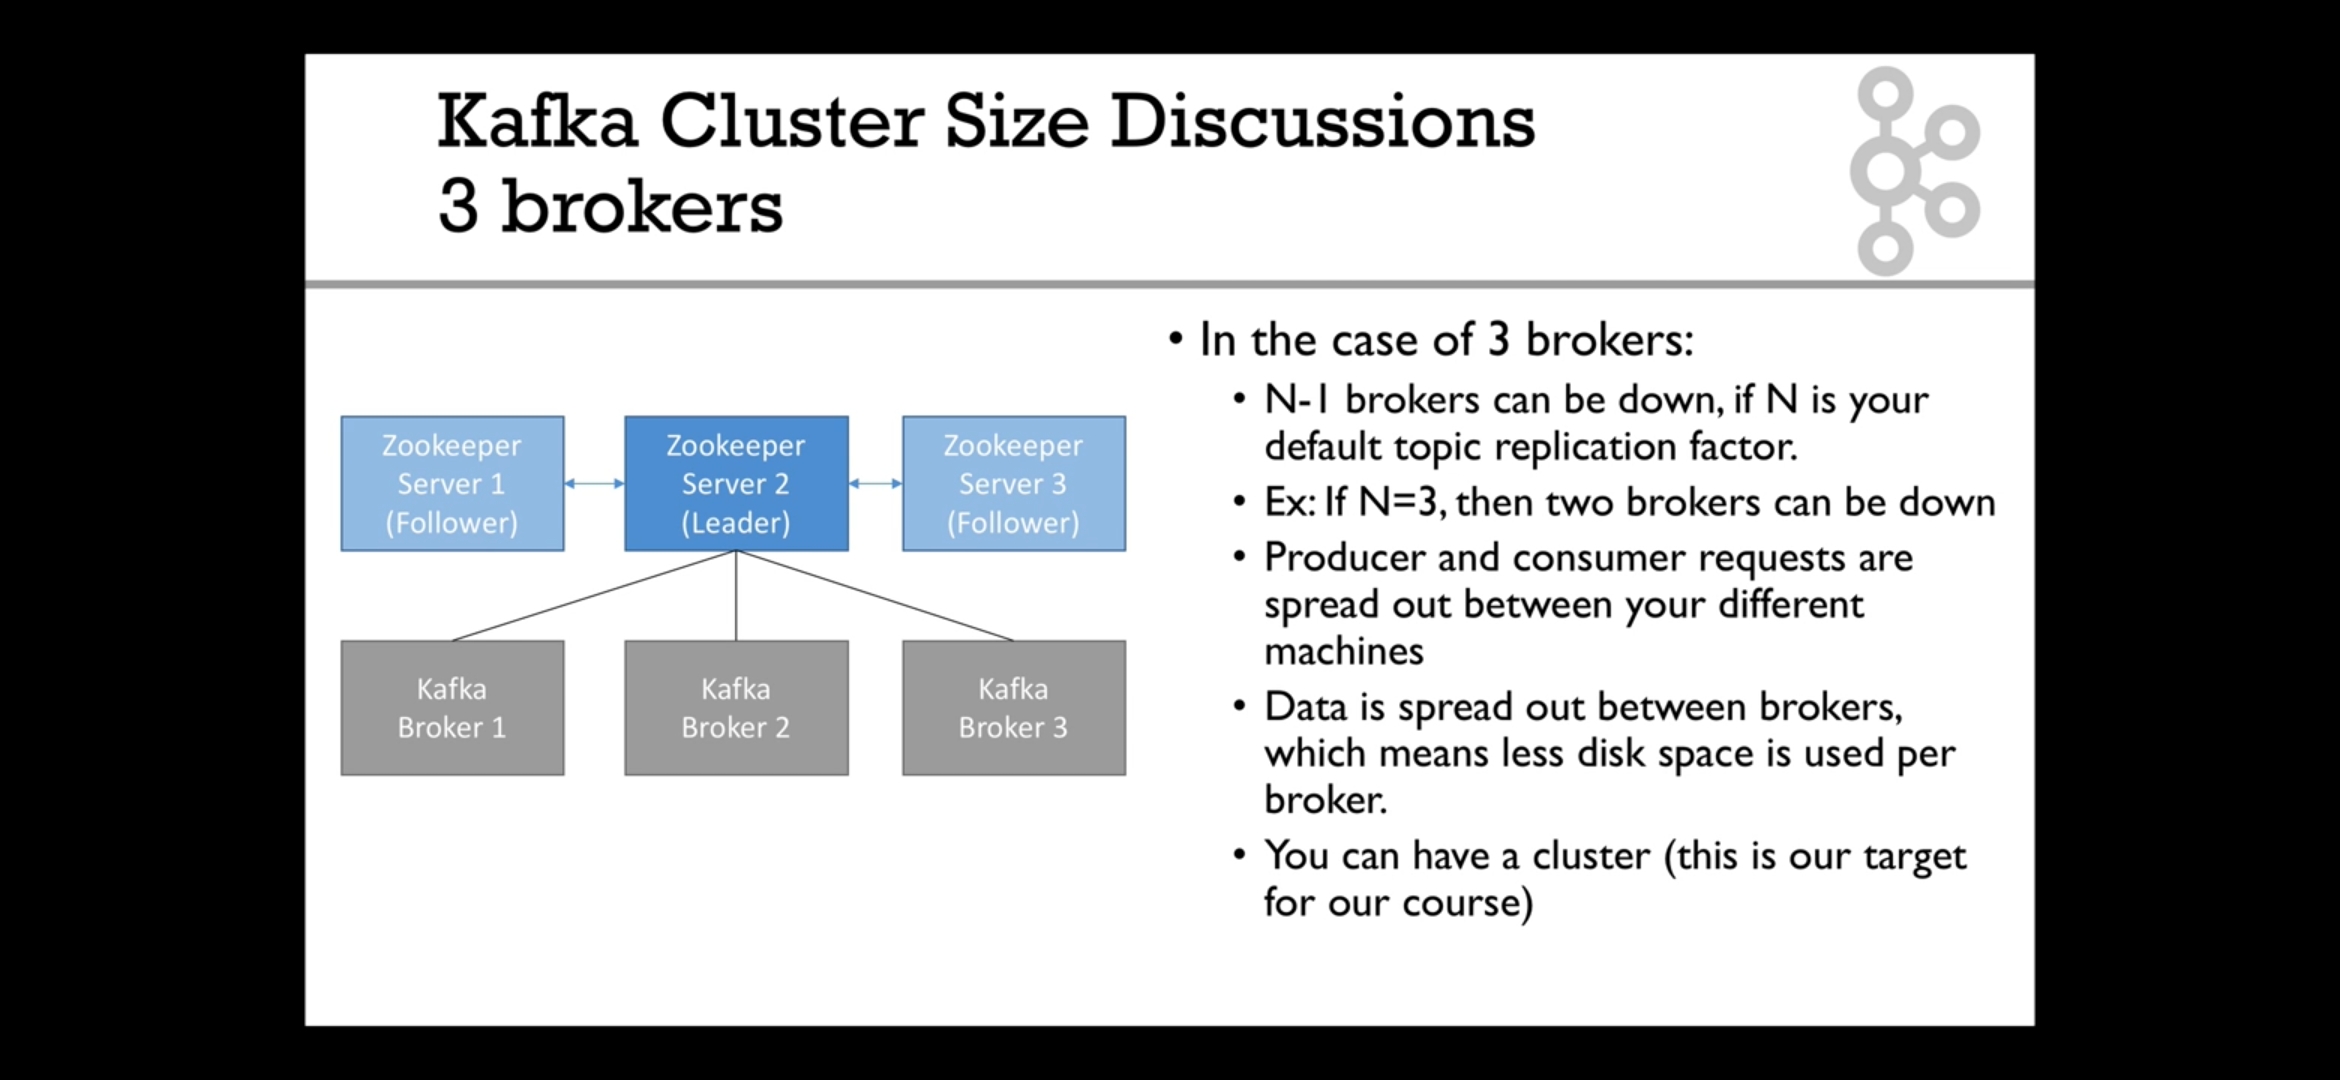 Kafka Cluster Size Discussions
3 brokers
Zookeeper
Server 1
(Follower)
Zookeeper
Server 2
(Leader)
Zookeeper
Server 3
(Follower)
Kafka
Broker 1
Kafka
Broker 2
Kafka
Broker 3
• In the case of 3 brokers:
• N-1 brokers can be down, if N is your
default topic replication factor.
• Ex: If N=3, then two brokers can be down
• Producer and consumer requests are
spread out between your different
machines
• Data is spread out between brokers,
which means less disk space is used per
broker.
• You can have a cluster (this is our target
for our course)